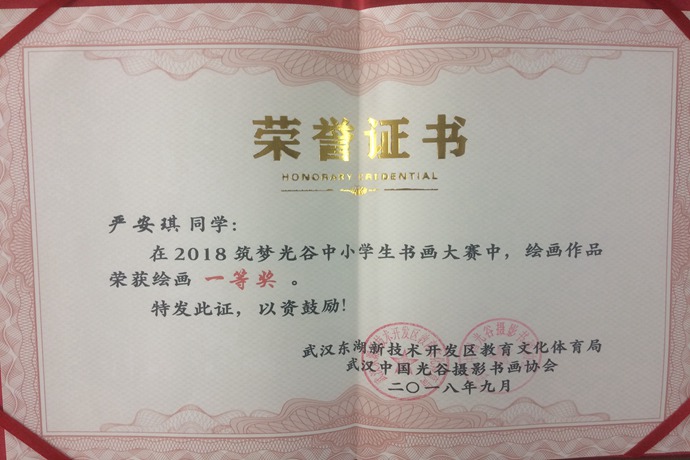 荣誉证书
HONORARY CREDENTIAL
严安琪 同学：
在2018筑梦光谷中小学生书画大赛中，绘画作品
荣获绘画 一等奖 。
特发此证，以资鼓励！
武汉东湖新技术开发区教育文化体育局
武汉中国光谷摄影书画协会
二〇一八年九月